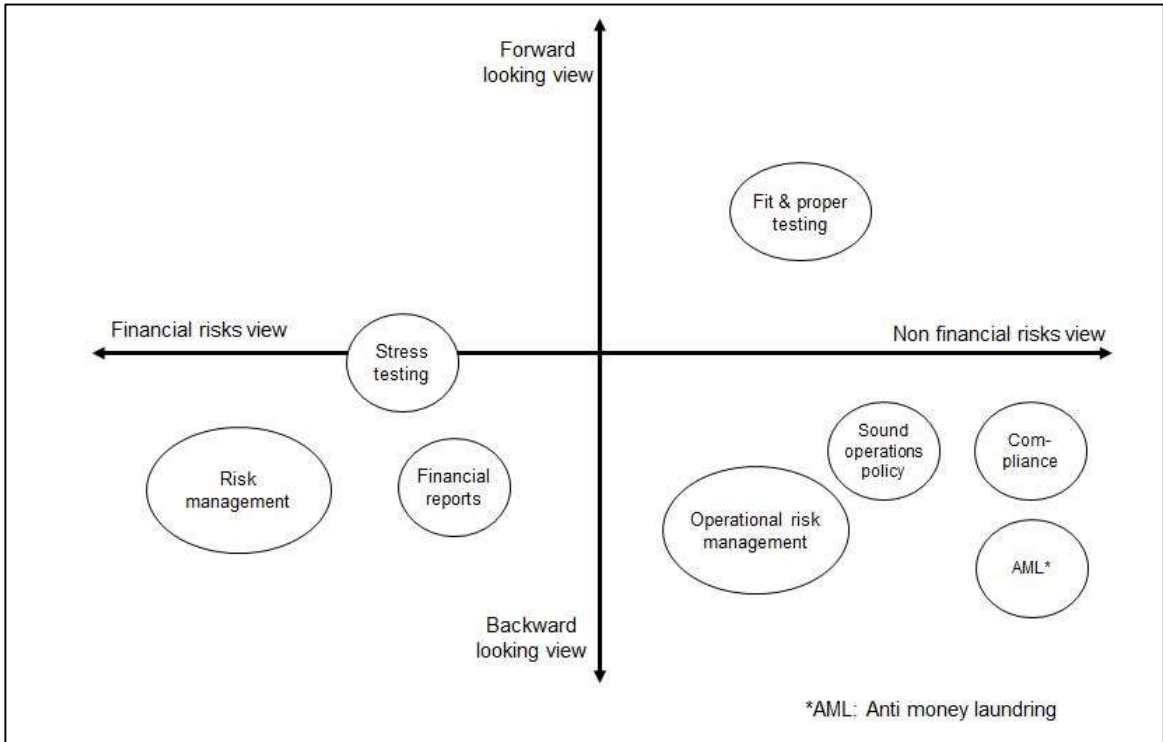 Forward
looking view
Fit & proper
testing
Financial risks view
Non financial risks view
Stress
testing
Sound
operations
policy
Com-
pliance
Risk
management
Financial
reports
Operational risk
management
AML*
Backward
looking view
*AML: Anti money laundring